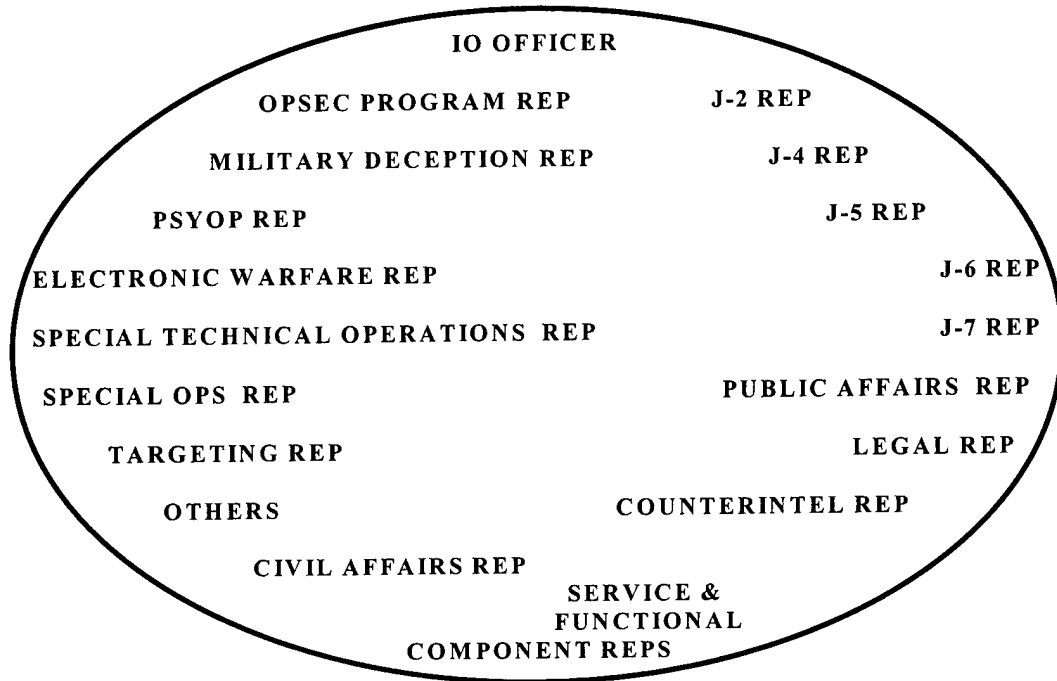 IO OFFICER
OPSEC PROGRAM REP
J-2 REP
MILITARY DECEPTION REP
J-4 REP
PSYOP REP
J-5 REP
ELECTRONIC WARFARE REP
J-6 REP
SPECIAL TECHNICAL OPERATIONS REP
J-7 REP
SPECIAL OPS REP
PUBLIC AFFAIRS REP
TARGETING REP
LEGAL REP
OTHERS
COUNTERINTEL REP
CIVIL AFFAIRS REP
SERVICE &
FUNCTIONAL
COMPONENT REPS